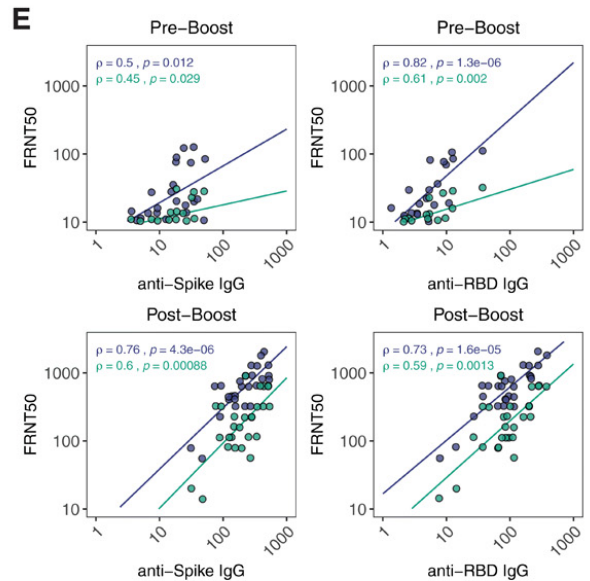 E
Pre−Boost
ρ = 0.5 , p = 0.012
ρ = 0.45 , p = 0.029
FRNT50
1000
100
10
1
10
100
1000
anti−Spike IgG
Pre−Boost
ρ = 0.82 , p = 1.3e−06
ρ = 0.61 , p = 0.002
FRNT50
1000
100
10
1
10
100
1000
anti−RBD IgG
Post−Boost
ρ = 0.76 , p = 4.3e−06
ρ = 0.6 , p = 0.00088
FRNT50
1000
100
10
1
10
100
1000
anti−Spike IgG
Post−Boost
ρ = 0.73 , p = 1.6e−05
ρ = 0.59 , p = 0.0013
FRNT50
1000
100
10
1
10
100
1000
anti−RBD IgG